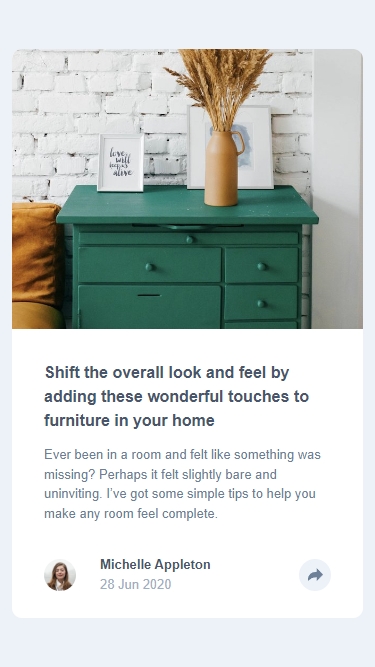 love
will
keep us
alive
Shift the overall look and feel by
adding these wonderful touches to
furniture in your home
Ever been in a room and felt like something was
missing? Perhaps it felt slightly bare and
uninviting. I’ve got some simple tips to help you
make any room feel complete.
Michelle Appleton
28 Jun 2020